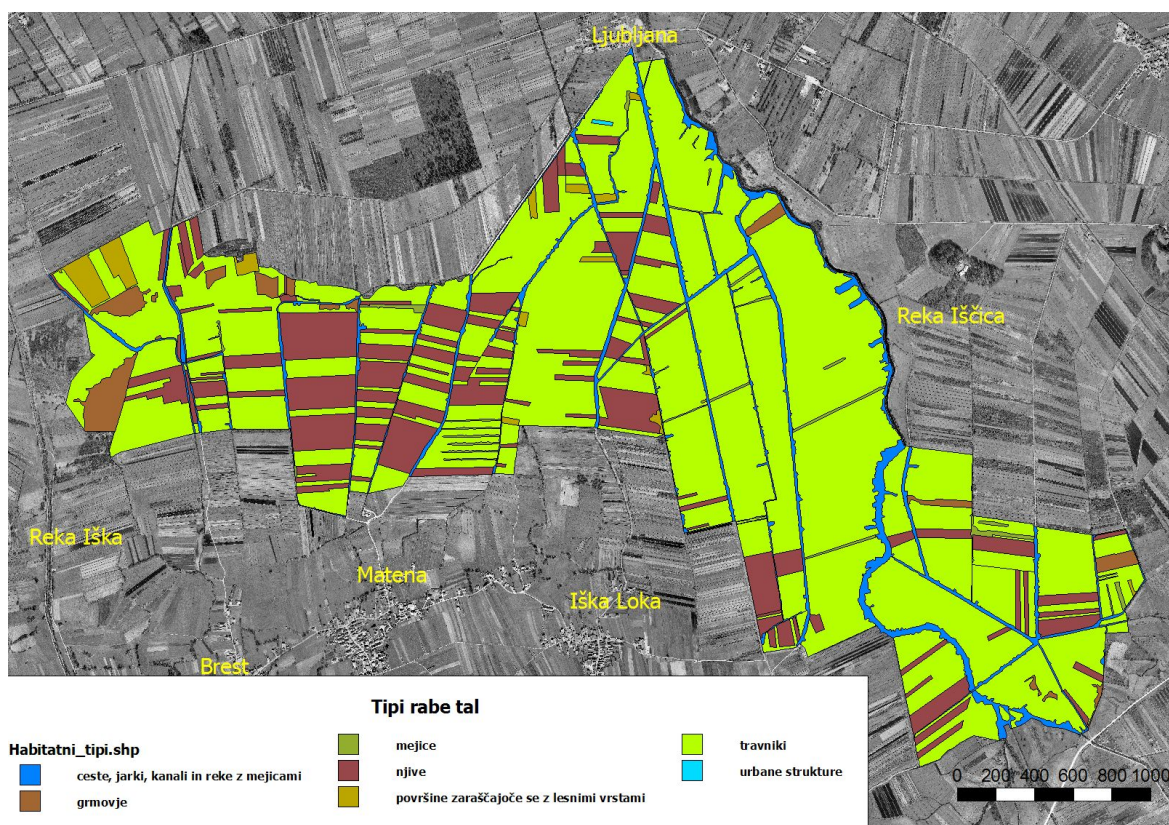 Ljubljana
Reka Iščica
Reka Iška
Matena
Iška Loka
Brest
Tipi rabe tal
Habitatni_tipi.shp
ceste, jarki, kanali in reke z mejicami
grmovje
mejice
njive
površine zaraščajoče se z lesnimi vrstami
travniki
urbane strukture
0 200 400 600 800 1000